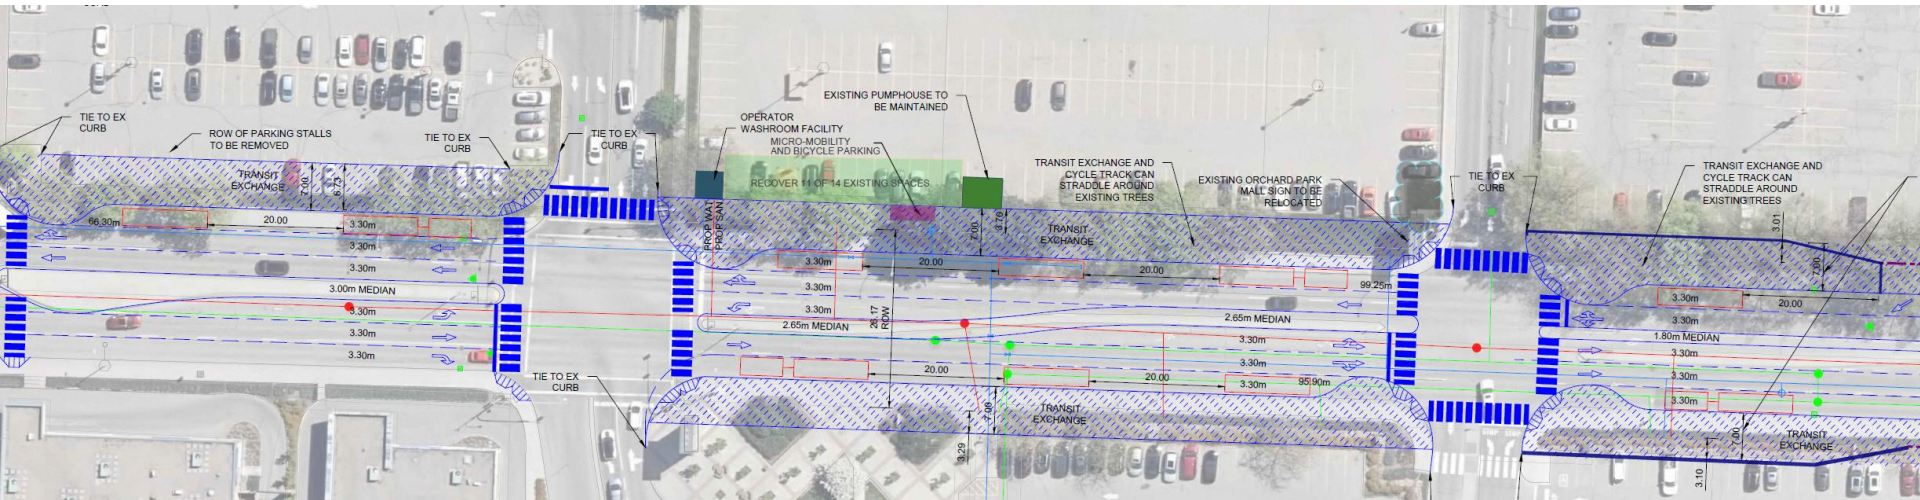 TIE TO EX
CURB
ROW OF PARKING STALLS
TO BE REMOVED
TIE TO EX
CURB
TIE TO EX
CURB
OPERATOR
WASHROOM FACILITY
MICRO-MOBILITY
AND BICYCLE PARKING
EXISTING PUMPHOUSE TO
BE MAINTAINED
RECOVER 11 OF 14 EXISTING SPACES
TRANSIT EXCHANGE AND
CYCLE TRACK CAN
STRADDLE AROUND
EXISTING TREES
EXISTING ORCHARD PARK
MALL SIGN TO BE
RELOCATED
TIE TO EX
CURB
TRANSIT EXCHANGE AND
CYCLE TRACK CAN
STRADDLE AROUND
EXISTING TREES
TRANSIT
EXCHANGE
7.00
6.73
66.30m
20.00
3.30m
3.30m
3.30m
3.00m MEDIAN
3.30m
3.30m
3.30m
PROP WAT
PROP SAN
3.30m
3.30m
3.30m
20.00
7.00
3.70
TRANSIT
EXCHANGE
20.00
99.25m
26.17
ROW
2.65m MEDIAN
2.65m MEDIAN
3.30m
3.30m
3.30m
20.00
20.00
95.90m
TIE TO EX
CURB
7.00
3.29
TRANSIT
EXCHANGE
3.01
7.00
3.30m
20.00
3.30m
1.80m MEDIAN
3.30m
3.30m
3.30m
7.00
3.10
TRANSIT
EXCHANGE